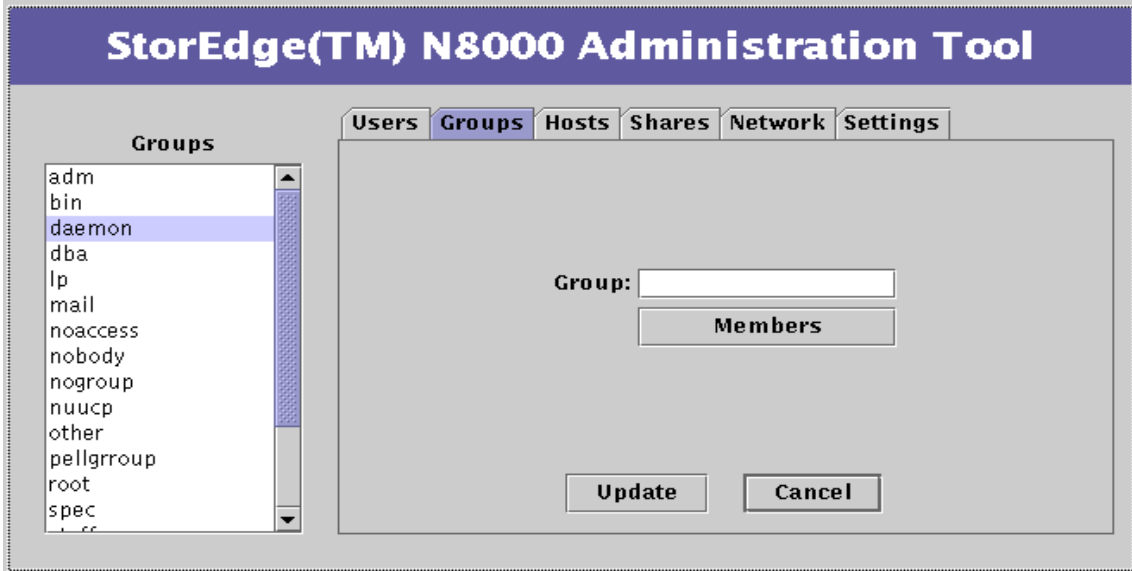 StorEdge(TM) N8000 Administration Tool
Users Groups Hosts Shares Network Settings
Groups
adm
bin
daemon
dba
lp
mail
noaccess
nobody
nogroup
nuucp
other
pellgrroup
root
spec
Group:
Members
Update Cancel